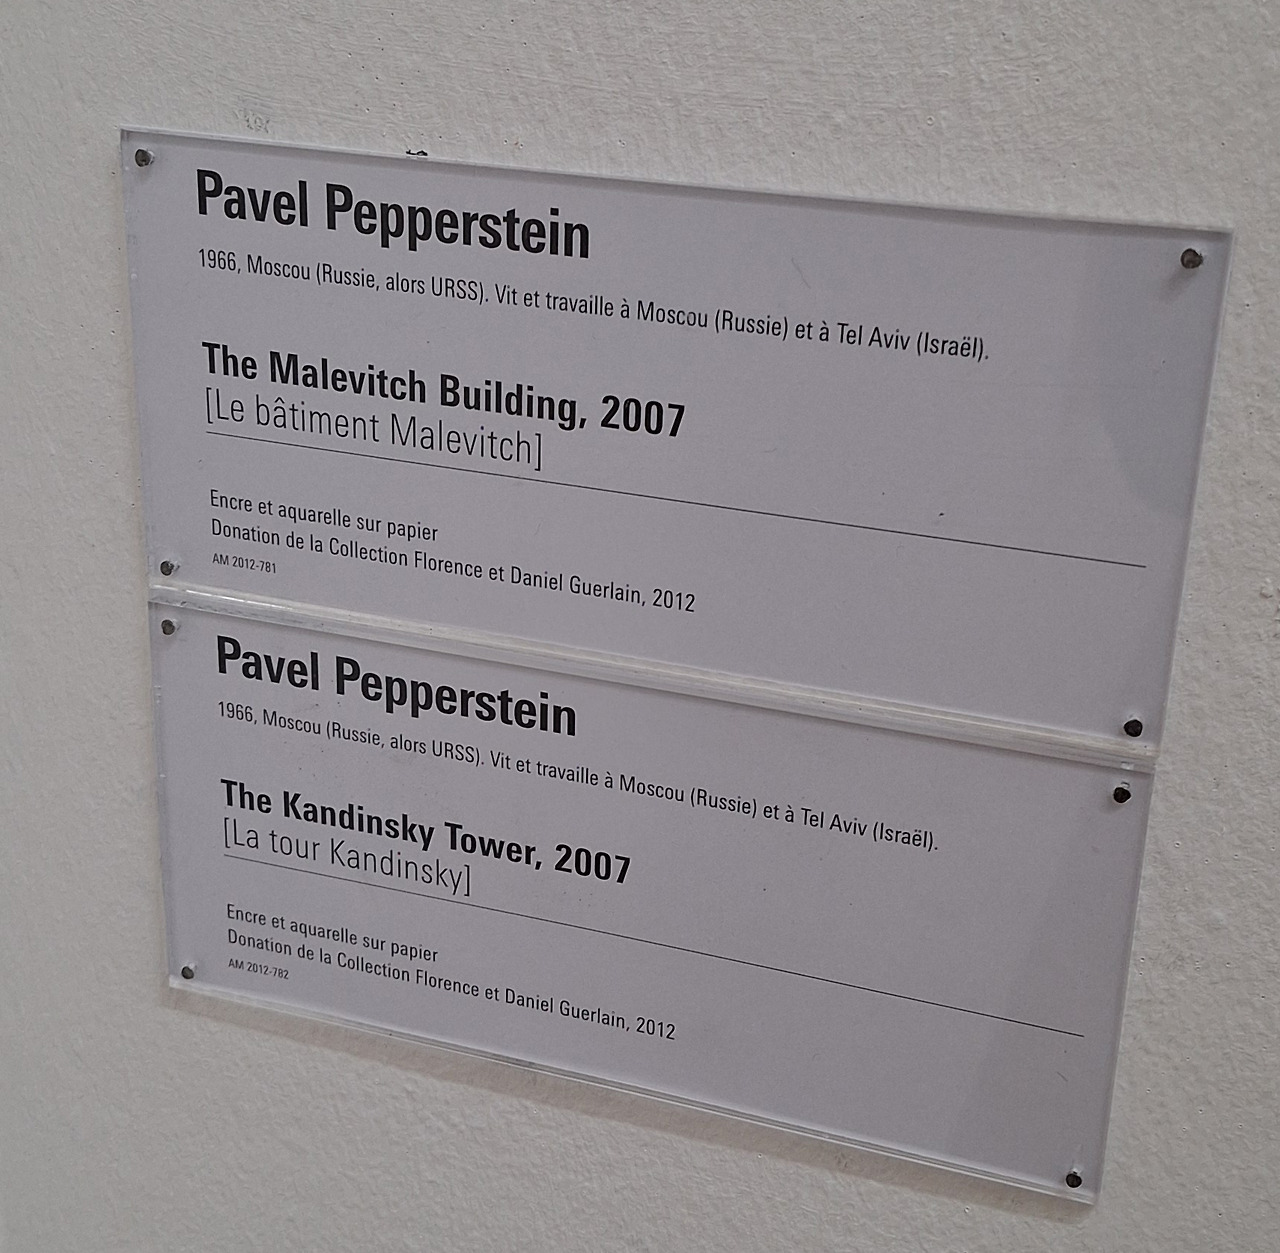 Pavel Pepperstein
1966, Moscou (Russie, alors URSS). Vit et travaille à Moscou (Russie) et à Tel Aviv (Israël).
The Malevitch Building, 2007
[Le bâtiment Malevitch]
Encre et aquarelle sur papier
Donation de la Collection Florence et Daniel Guerlain, 2012
AM 2012-781
Pavel Pepperstein
1966, Moscou (Russie, alors URSS). Vit et travaille à Moscou (Russie) et à Tel Aviv (Israël).
The Kandinsky Tower, 2007
[La tour Kandinsky]
Encre et aquarelle sur papier
Donation de la Collection Florence et Daniel Guerlain, 2012
AM 2012-782